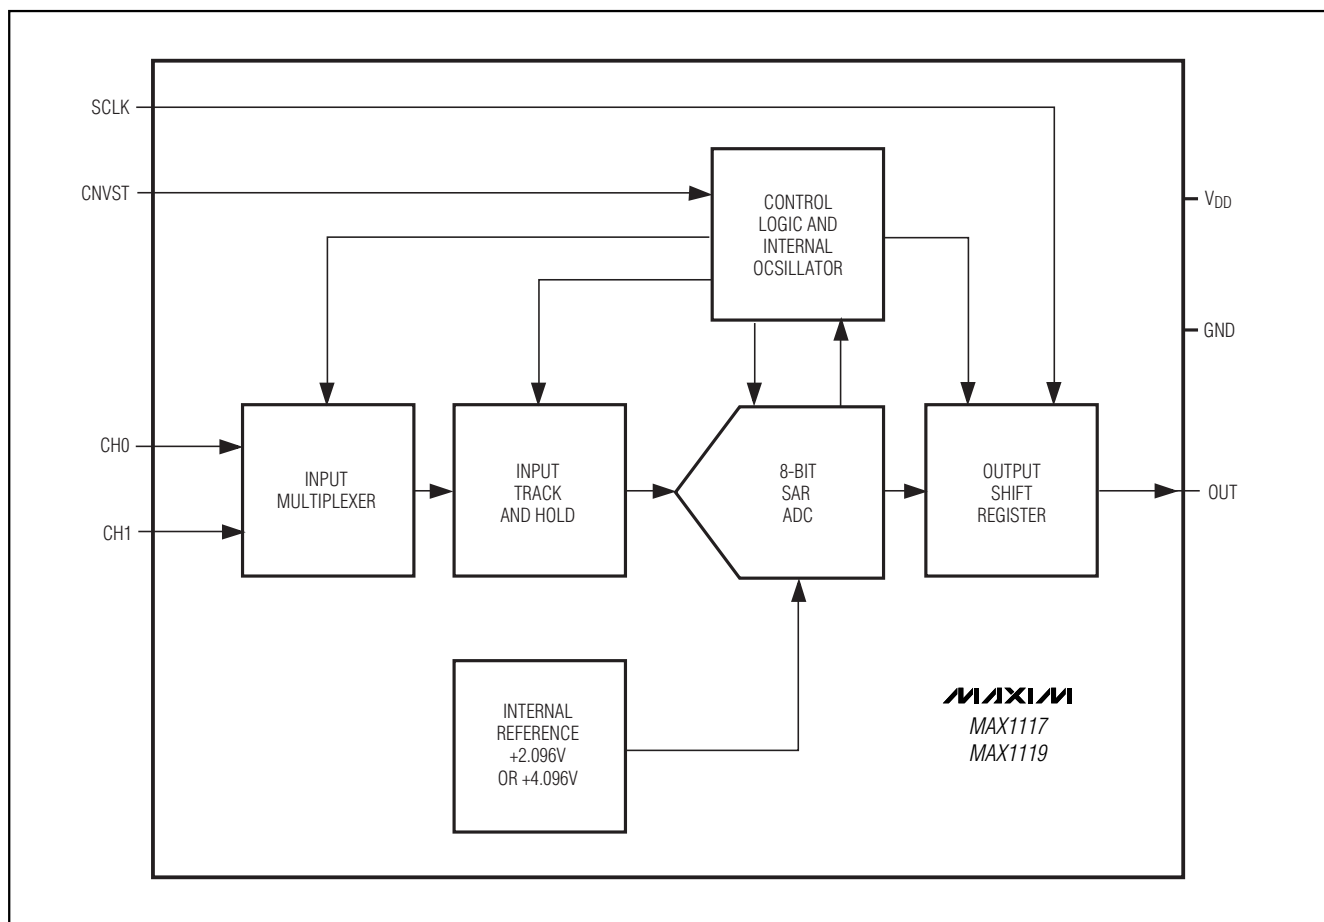 SCLK
CNVST
CONTROL
LOGIC AND
INTERNAL
OCSILLATOR
VDD
GND
CH0
CH1
INPUT
MULTIPLEXER
INPUT
TRACK
AND HOLD
8-BIT
SAR
ADC
OUTPUT
SHIFT
REGISTER
OUT
INTERNAL
REFERENCE
+2.096V
OR +4.096V
MAXIM
MAX1117
MAX1119